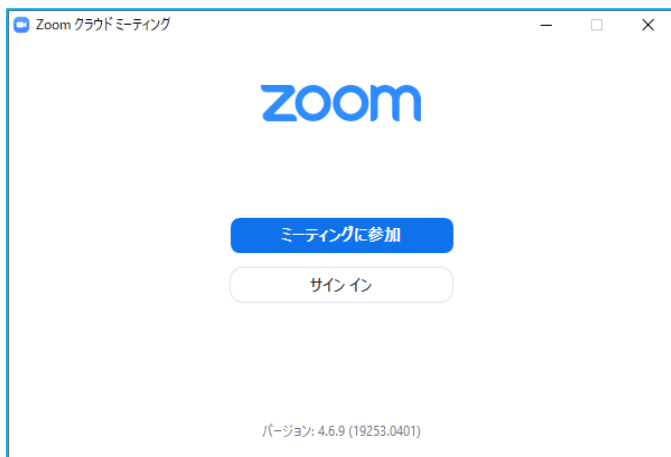 Zoom クラウド ミーティング
zoom
ミーティングに参加
サイン イン
バージョン: 4.6.9 (19253.0401)